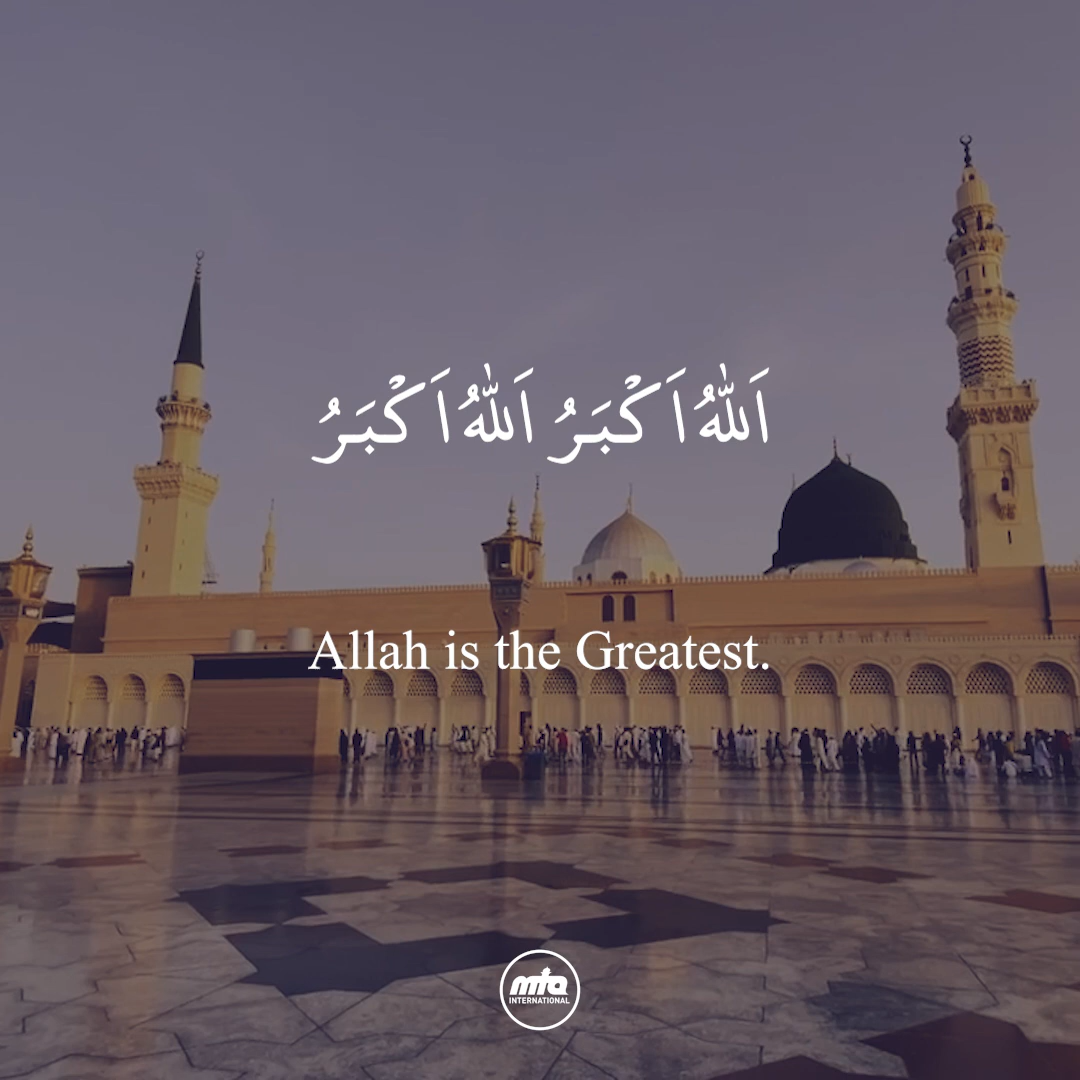 اَللّٰهُ اَكْبَرُ اَللّٰهُ اَكْبَرُ
Allah is the Greatest.
mta
INTERNATIONAL